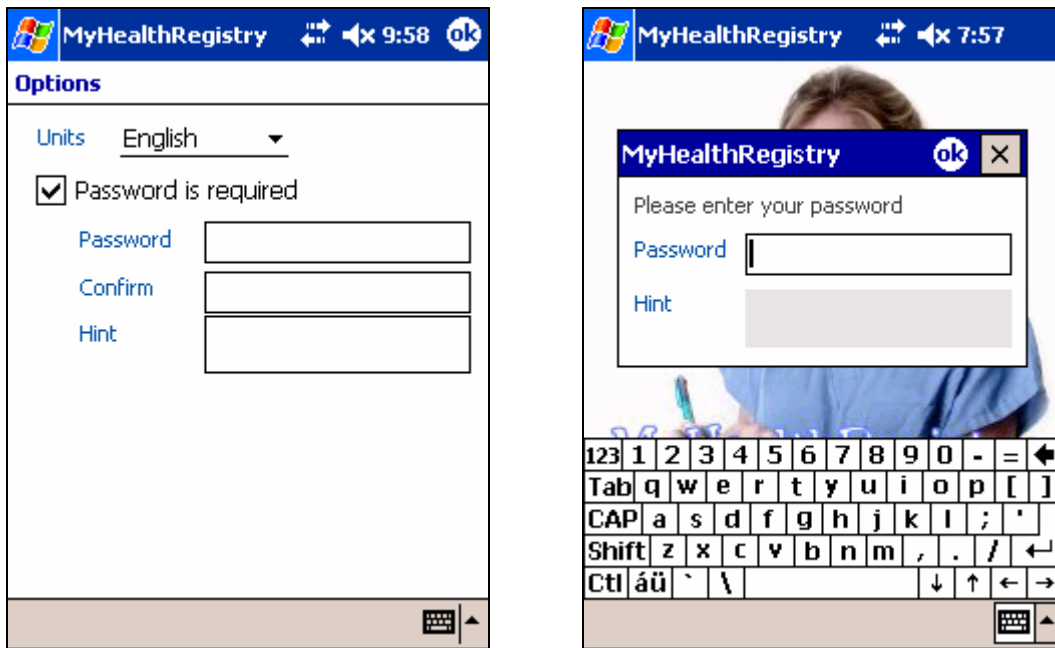 MyHealthRegistry 9:58 ok
Options
Units English
Password is required
Password
Confirm
Hint
MyHealthRegistry 7:57
MyHealthRegistry ok
Please enter your password
Password
Hint
123 1 2 3 4 5 6 7 8 9 0 - = 
Tab q w e r t y u i o p [ ]
CAP a s d f g h j k l ; '
Shift z x c v b n m , . / ↵
Ctl áü ` \ ↓ ↑ ← →